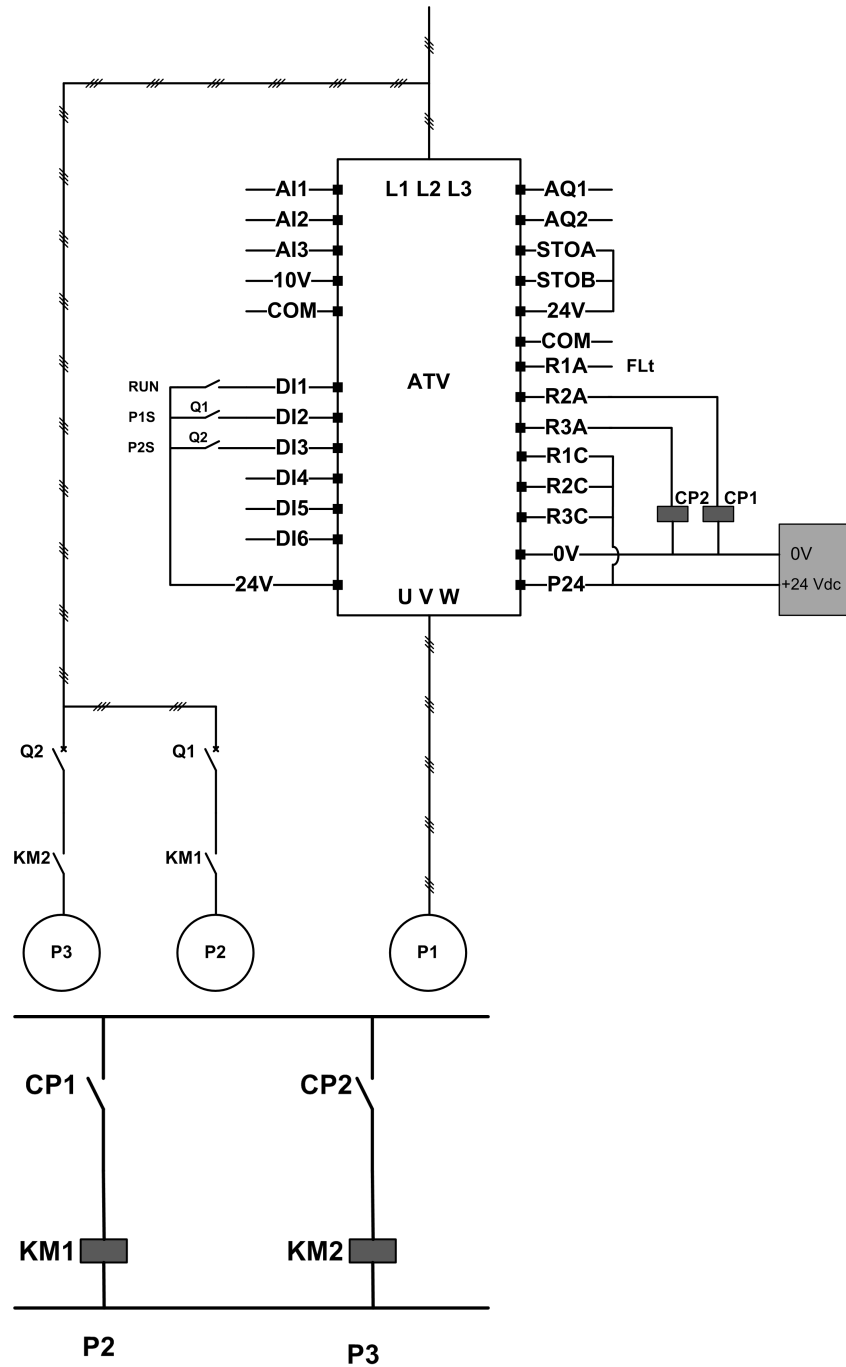 L1 L2 L3
AI1
AQ1
AI2
AQ2
AI3
STOA
10V
STOB
COM
24V
COM
ATV
R1A
FLt
RUN
DI1
R2A
P1S
Q1
DI2
R3A
P2S
Q2
DI3
R1C
DI4
R2C
CP2
CP1
DI5
R3C
DI6
0V
0V
24V
P24
+24 Vdc
U V W
Q2
Q1
KM2
KM1
P3
P2
P1
CP1
CP2
KM1
KM2
P2
P3